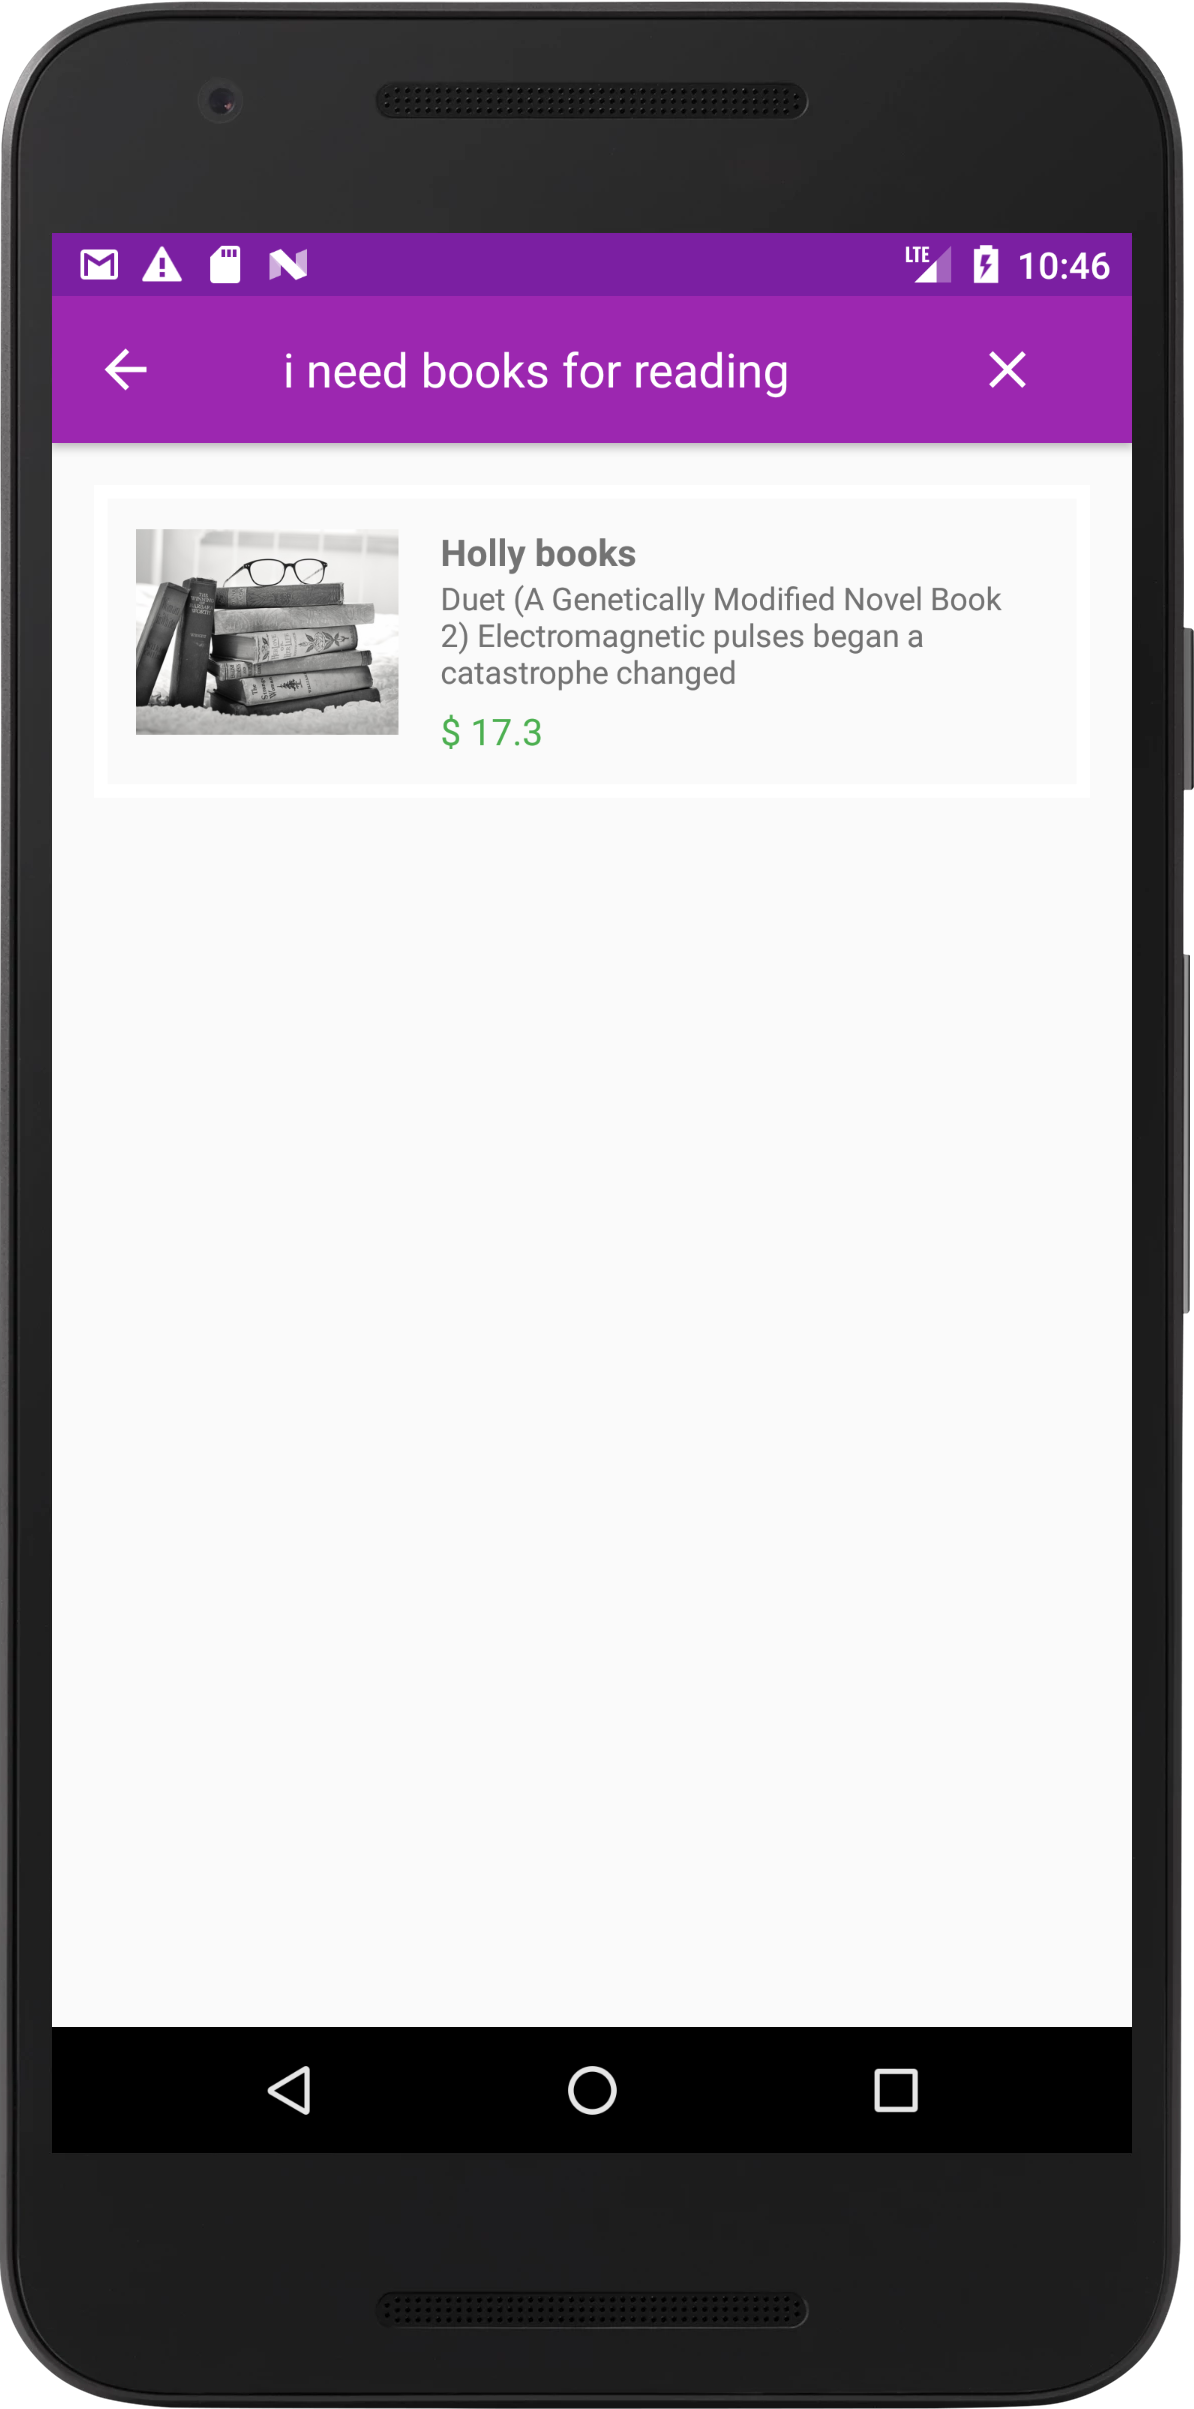 LTE 10:46
i need books for reading
Holly books
Duet (A Genetically Modified Novel Book
2) Electromagnetic pulses began a
catastrophe changed
$ 17.3